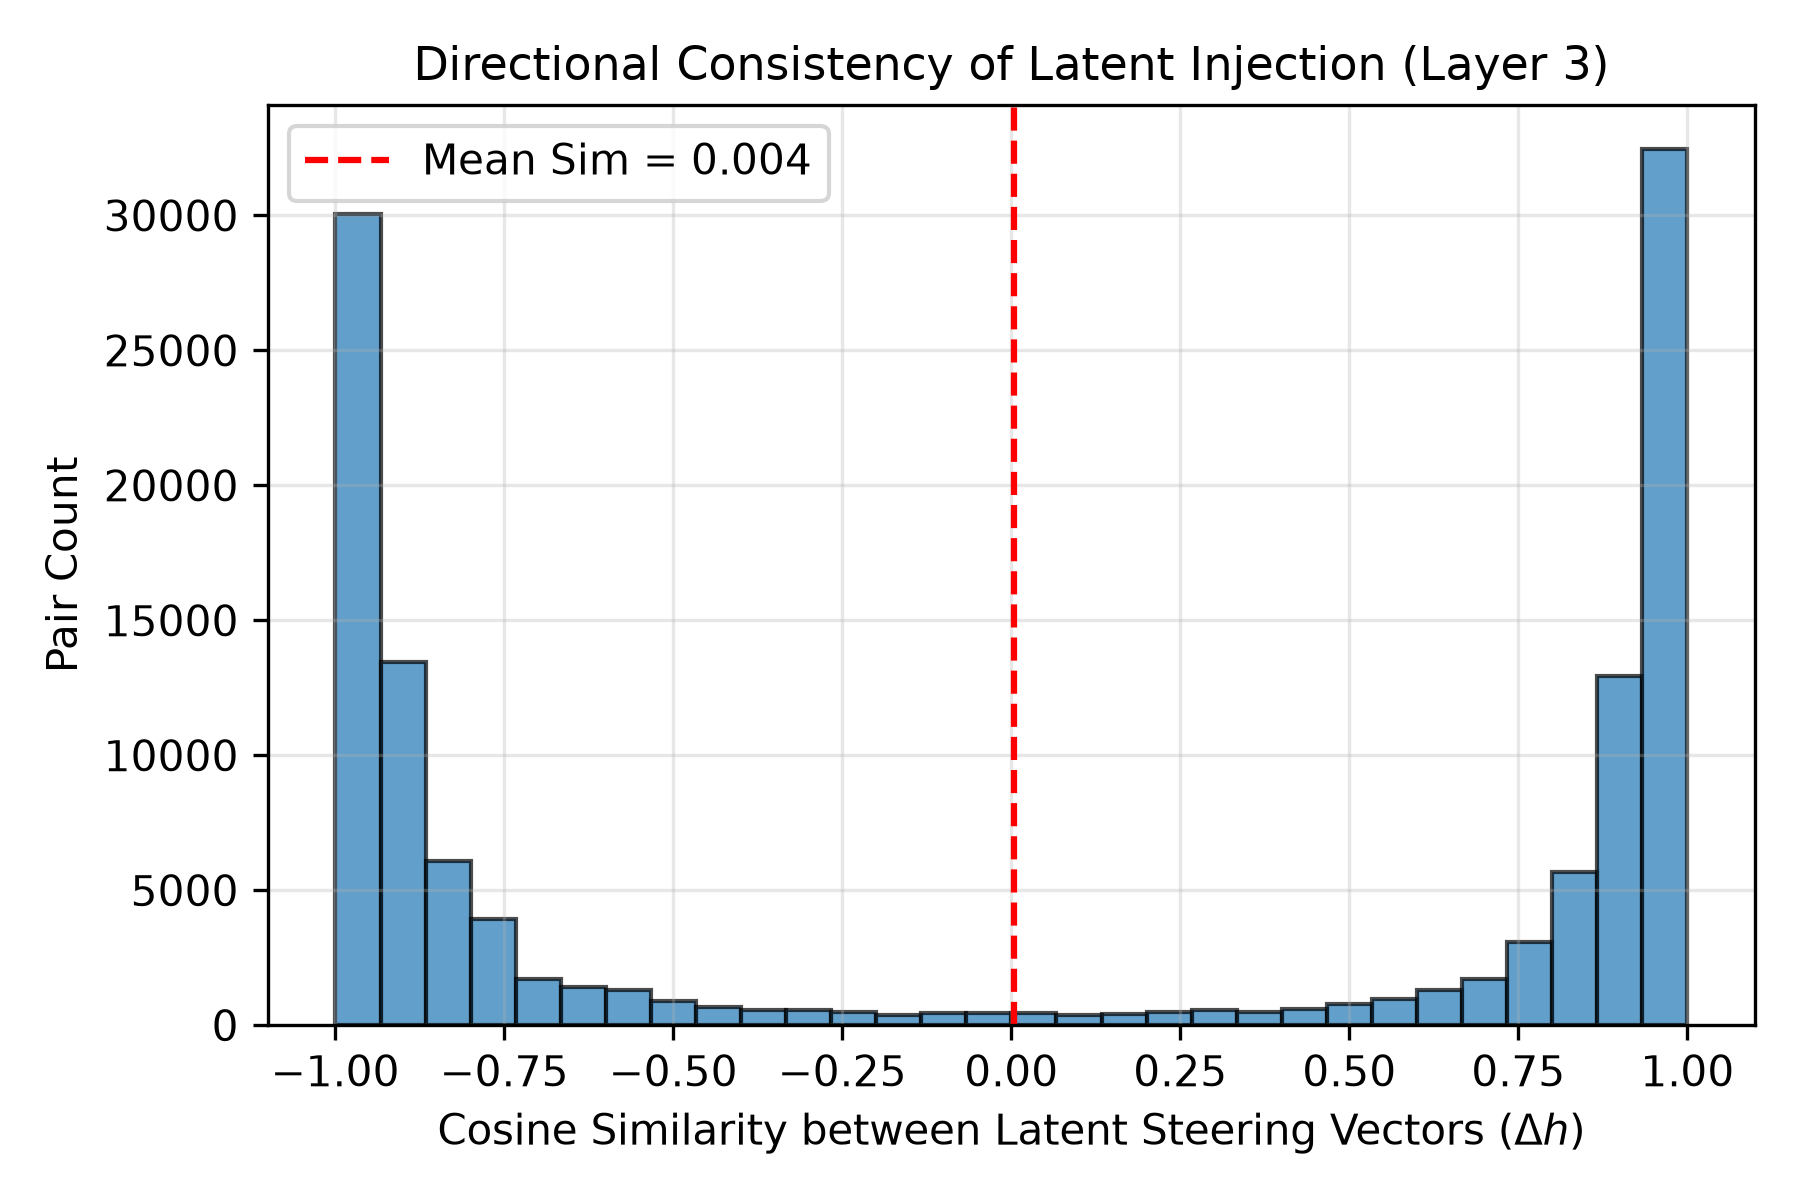 Directional Consistency of Latent Injection (Layer 3)
Mean Sim = 0.004
Pair Count
30000
25000
20000
15000
10000
5000
0
−1.00 −0.75 −0.50 −0.25 0.00 0.25 0.50 0.75 1.00
Cosine Similarity between Latent Steering Vectors (Δh)